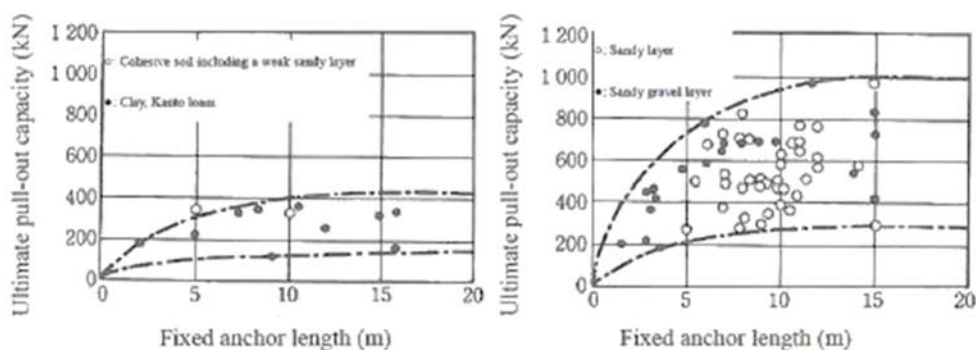 Ultimate pull-out capacity (kN)
1 200
1 000
800
600
400
200
0
○: Cohesive soil including a weak sandy layer
●: Clay, Kanto loam
0 5 10 15 20
Fixed anchor length (m)
Ultimate pull-out capacity (kN)
1 200
1 000
800
600
400
200
0
○: Sandy layer
●: Sandy gravel layer
0 5 10 15 20
Fixed anchor length (m)